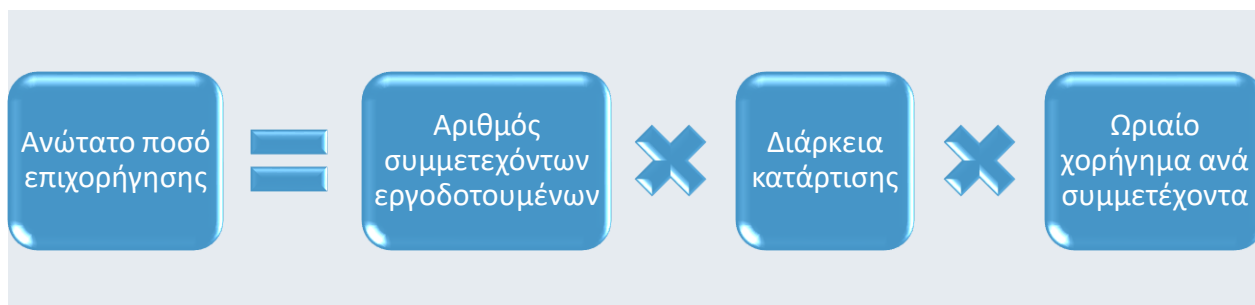 Ανώτατο ποσό
επιχορήγησης
=
Αριθμός
συμμετεχόντων
εργοδοτουμένων
×
Διάρκεια
κατάρτισης
×
Ωριαίο
χορήγημα ανά
συμμετέχοντα